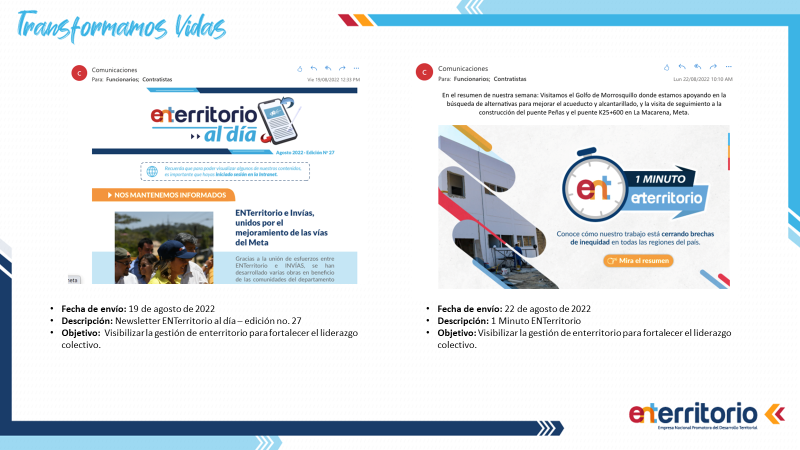 Transformamos Vidas
C
Comunicaciones
Para: Funcionarios; Contratistas
Vie 19/08/2022 12:33 PM
enterritorio
al día
Agosto 2022 - Edición N° 27
Recuerda que para poder visualizar algunos de nuestros contenidos,
es importante que hayas iniciado sesión en la intranet.
NOS MANTENEMOS INFORMADOS
ENTerritorio e Invías,
unidos por el
mejoramiento de las vías
del Meta
Gracias a la unión de esfuerzos entre
ENTerritorio e INVÍAS, se han
desarrollado varias obras en beneficio
de las comunidades del departamento
meta
• Fecha de envío: 19 de agosto de 2022
• Descripción: Newsletter ENTerritorio al día – edición no. 27
• Objetivo: Visibilizar la gestión de enterritorio para fortalecer el liderazgo
colectivo.
C
Comunicaciones
Para: Funcionarios; Contratistas
Lun 22/08/2022 10:10 AM
En el resumen de nuestra semana: Visitamos el Golfo de Morrosquillo donde estamos apoyando en la
búsqueda de alternativas para mejorar el acueducto y alcantarillado, y la visita de seguimiento a la
construcción del puente Peñas y el puente K25+600 en La Macarena, Meta.
ent
1 MINUTO
enterritorio
Conoce cómo nuestro trabajo está cerrando brechas
de inequidad en todas las regiones del país.
Mira el resumen
• Fecha de envío: 22 de agosto de 2022
• Descripción: 1 Minuto ENTerritorio
• Objetivo: Visibilizar la gestión de enterritorio para fortalecer el liderazgo
colectivo.
enterritorio
Empresa Nacional Promotora del Desarrollo Territorial